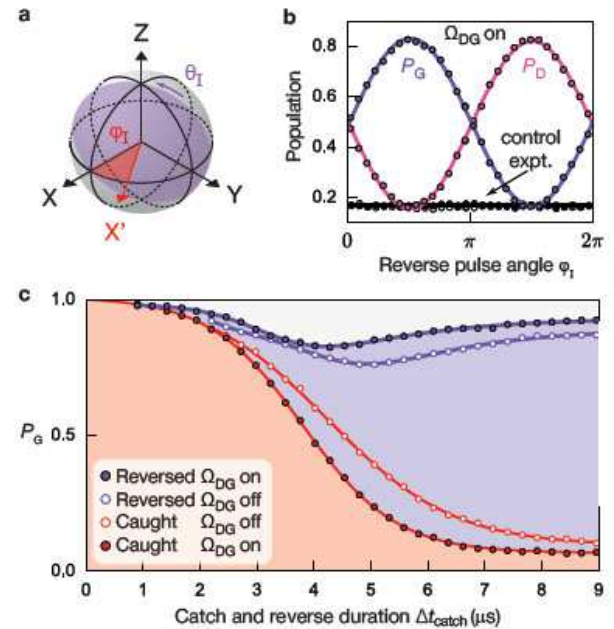 a
Z
θI
φI
X
Y
X'
b
Population
0.8
0.6
0.4
0.2
ΩDG on
PG
PD
control
expt.
0
π
2π
Reverse pulse angle φI
c
PG
1.0
0.5
0.0
Reversed ΩDG on
Reversed ΩDG off
Caught ΩDG off
Caught ΩDG on
0 1 2 3 4 5 6 7 8 9
Catch and reverse duration Δtcatch (μs)